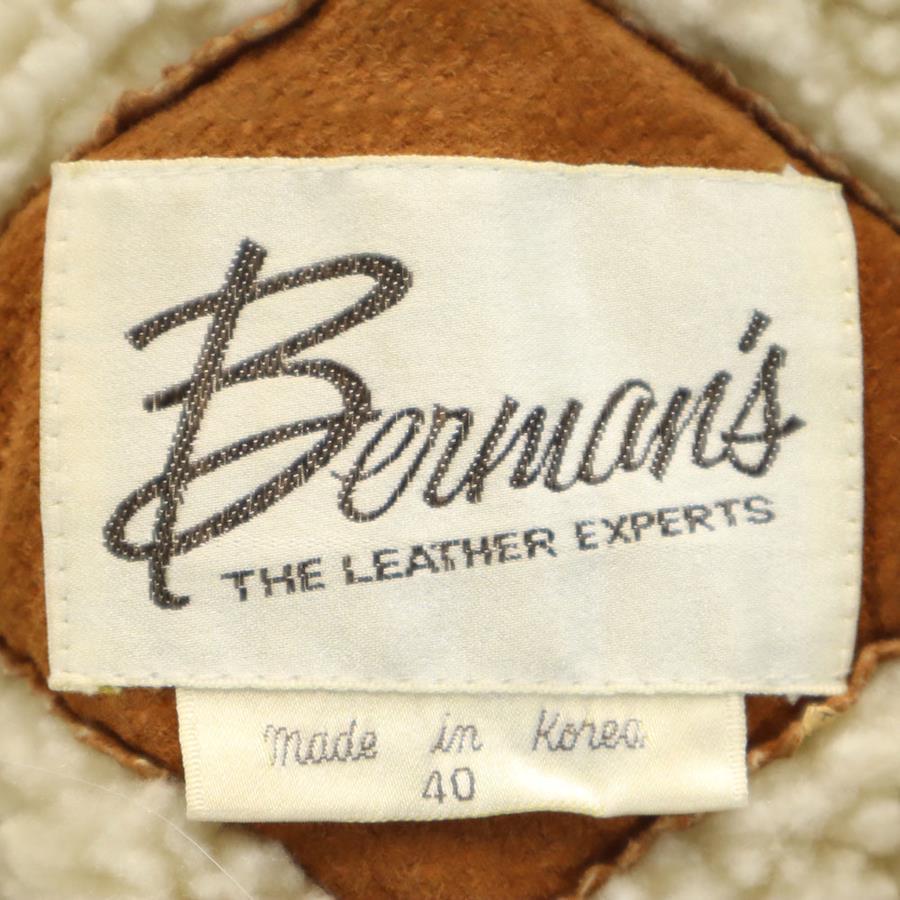 Berman's
THE LEATHER EXPERTS
Made in Korea
40